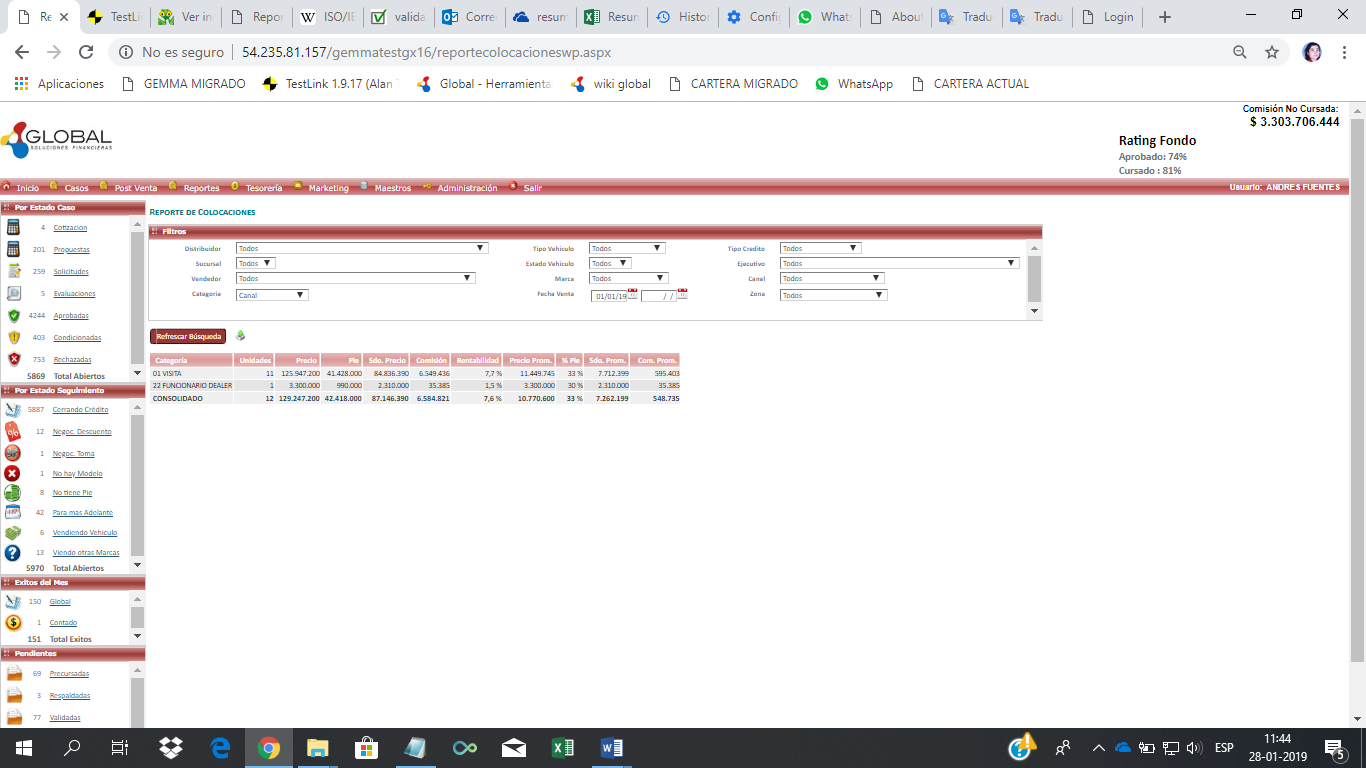 Re
TestLi
Ver in
Repor
ISO/IE
valida
Corre
resum
Resun
Histor
Config
What
About
Tradu
Tradu
Login
No es seguro
54.235.81.157/gemmatestgx16/reportecolocacioneswp.aspx
Aplicaciones
GEMMA MIGRADO
TestLink 1.9.17 (Alan
Global - Herramienta
wiki global
CARTERA MIGRADO
WhatsApp
CARTERA ACTUAL
GLOBAL
SOLUCIONES FINANCIERAS
Comisión No Cursada:
$ 3.303.706.444
Rating Fondo
Aprobado: 74%
Cursado : 81%
Inicio Casos Post Venta Reportes Tesorería Marketing Maestros Administración Salir
Usuario: ANDRES FUENTES
Por Estado Caso
4 Cotizacion
201 Propuestas
259 Solicitudes
5 Evaluaciones
4244 Aprobadas
403 Condicionadas
753 Rechazadas
5869 Total Abiertos
Por Estado Seguimiento
5887 Cerrando Crédito
12 Negoc. Descuento
1 Negoc. Toma
1 No hay Modelo
8 No tiene Pie
42 Para mas Adelante
6 Vendiendo Vehiculo
13 Viendo otras Marcas
5970 Total Abiertos
Exitos del Mes
150 Global
1 Contado
151 Total Exitos
Pendientes
69 Precursadas
3 Respaldadas
77 Validadas
REPORTE DE COLOCACIONES
Filtros
Distribuidor Todos Tipo Vehiculo Todos Tipo Credito Todos
Sucursal Todos Estado Vehiculo Todos Ejecutivo Todos
Vendedor Todos Marca Todos Canal Todos
Categoria Canal Fecha Venta 01/01/19 / / Zona Todos
Refrescar Búsqueda
Categoría Unidades Precio Pie Sdo. Precio Comisión Rentabilidad Precio Prom. % Pie Sdo. Prom. Com. Prom.
01 VISITA 11 125.947.200 41.428.000 84.836.390 6.549.436 7,7 % 11.449.745 33 % 7.712.399 595.403
22 FUNCIONARIO DEALER 1 3.300.000 990.000 2.310.000 35.385 1,5 % 3.300.000 30 % 2.310.000 35.385
CONSOLIDADO 12 129.247.200 42.418.000 87.146.390 6.584.821 7,6 % 10.770.600 33 % 7.262.199 548.735
ESP
11:44
28-01-2019
5